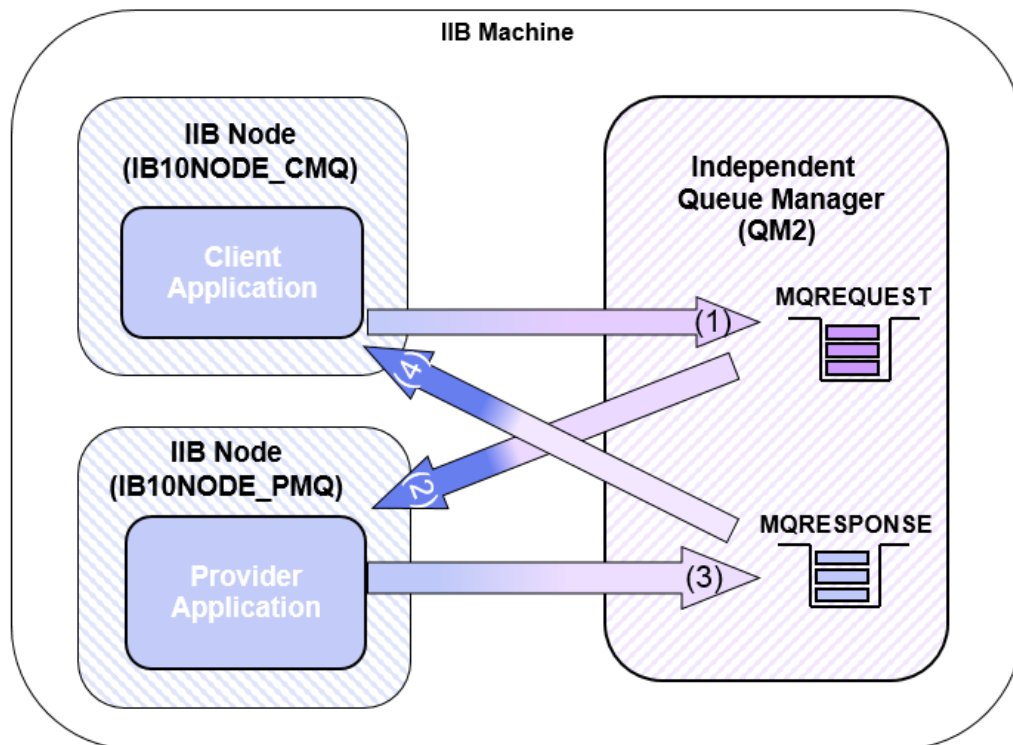 IIB Machine
IIB Node
(IB10NODE_CMQ)
Client
Application
Independent
Queue Manager
(QM2)
MQREQUEST
(1)
(4)
(2)
IIB Node
(IB10NODE_PMQ)
Provider
Application
MQRESPONSE
(3)